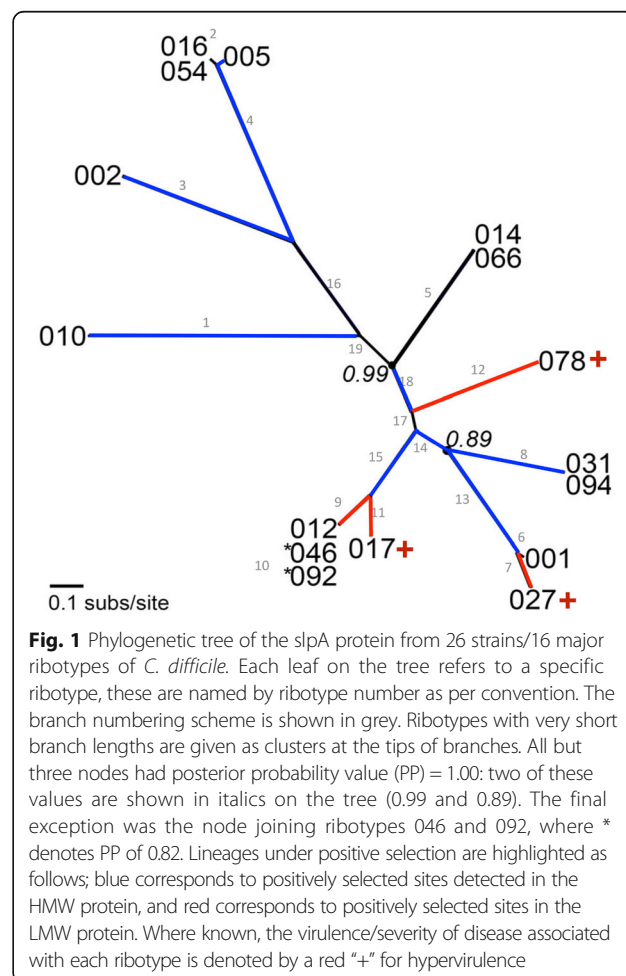 016
2
005
054
4
002
3
014
066
16
5
010
1
19
0.99
18
12
078+
17
0.89
14
8
031
094
15
13
9
11
012
*046
017+
10
*092
6
7
001
027+
0.1 subs/site
Fig. 1 Phylogenetic tree of the slpA protein from 26 strains/16 major
ribotypes of C. difficile. Each leaf on the tree refers to a specific
ribotype, these are named by ribotype number as per convention. The
branch numbering scheme is shown in grey. Ribotypes with very short
branch lengths are given as clusters at the tips of branches. All but
three nodes had posterior probability value (PP) = 1.00: two of these
values are shown in italics on the tree (0.99 and 0.89). The final
exception was the node joining ribotypes 046 and 092, where *
denotes PP of 0.82. Lineages under positive selection are highlighted as
follows; blue corresponds to positively selected sites detected in the
HMW protein, and red corresponds to positively selected sites in the
LMW protein. Where known, the virulence/severity of disease associated
with each ribotype is denoted by a red "+" for hypervirulence